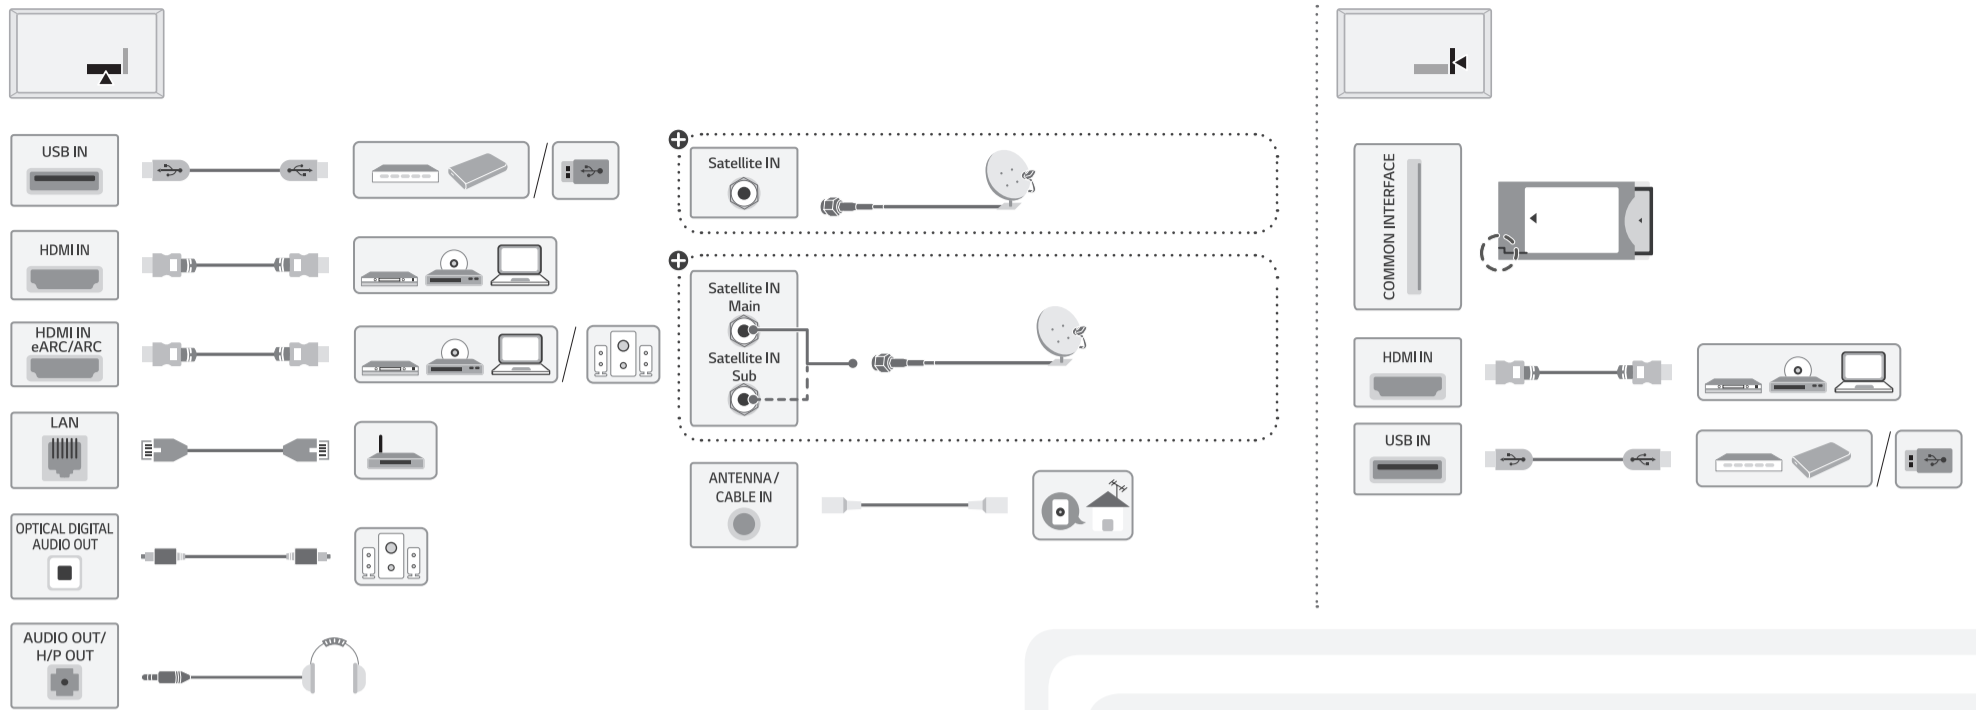 USB IN
HDMI IN
HDMI IN
eARC/ARC
LAN
OPTICAL DIGITAL
AUDIO OUT
AUDIO OUT/
H/P OUT
Satellite IN
Satellite IN
Main
Satellite IN
Sub
ANTENNA/
CABLE IN
COMMON INTERFACE
HDMI IN
USB IN